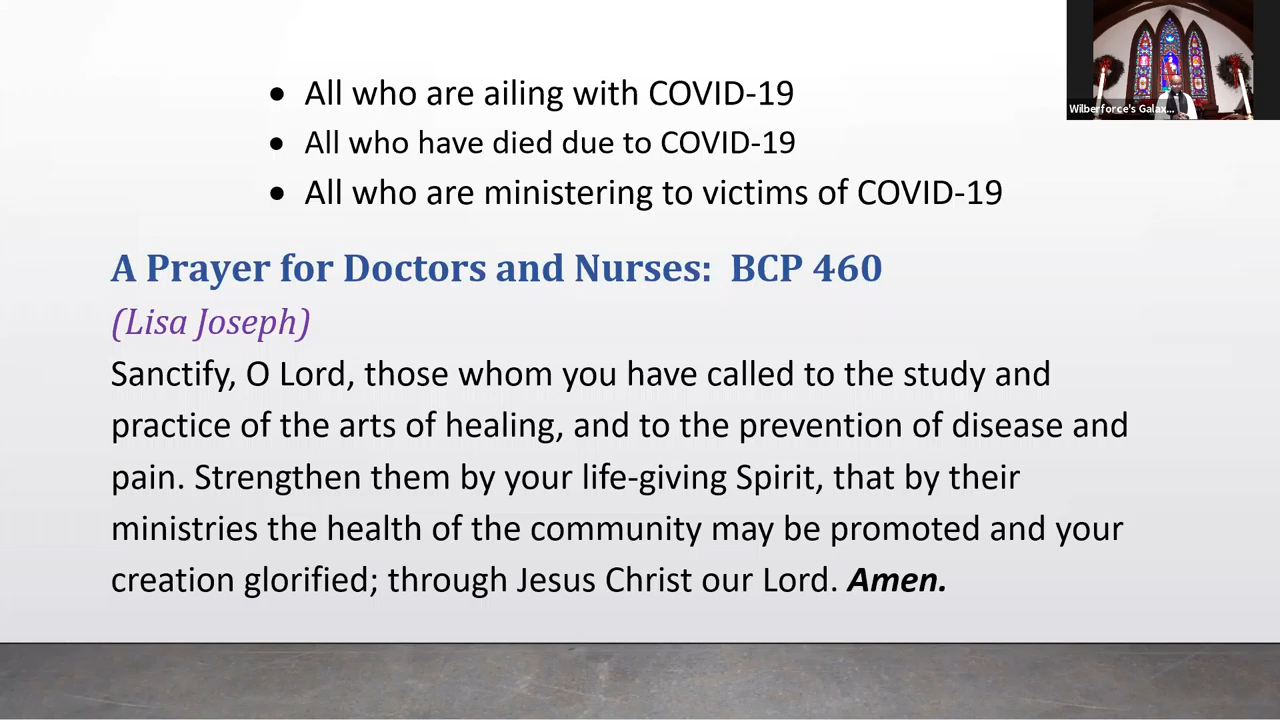 • All who are ailing with COVID-19
• All who have died due to COVID-19
• All who are ministering to victims of COVID-19
Wilberforce's Galax...
A Prayer for Doctors and Nurses: BCP 460
(Lisa Joseph)
Sanctify, O Lord, those whom you have called to the study and
practice of the arts of healing, and to the prevention of disease and
pain. Strengthen them by your life-giving Spirit, that by their
ministries the health of the community may be promoted and your
creation glorified; through Jesus Christ our Lord. Amen.